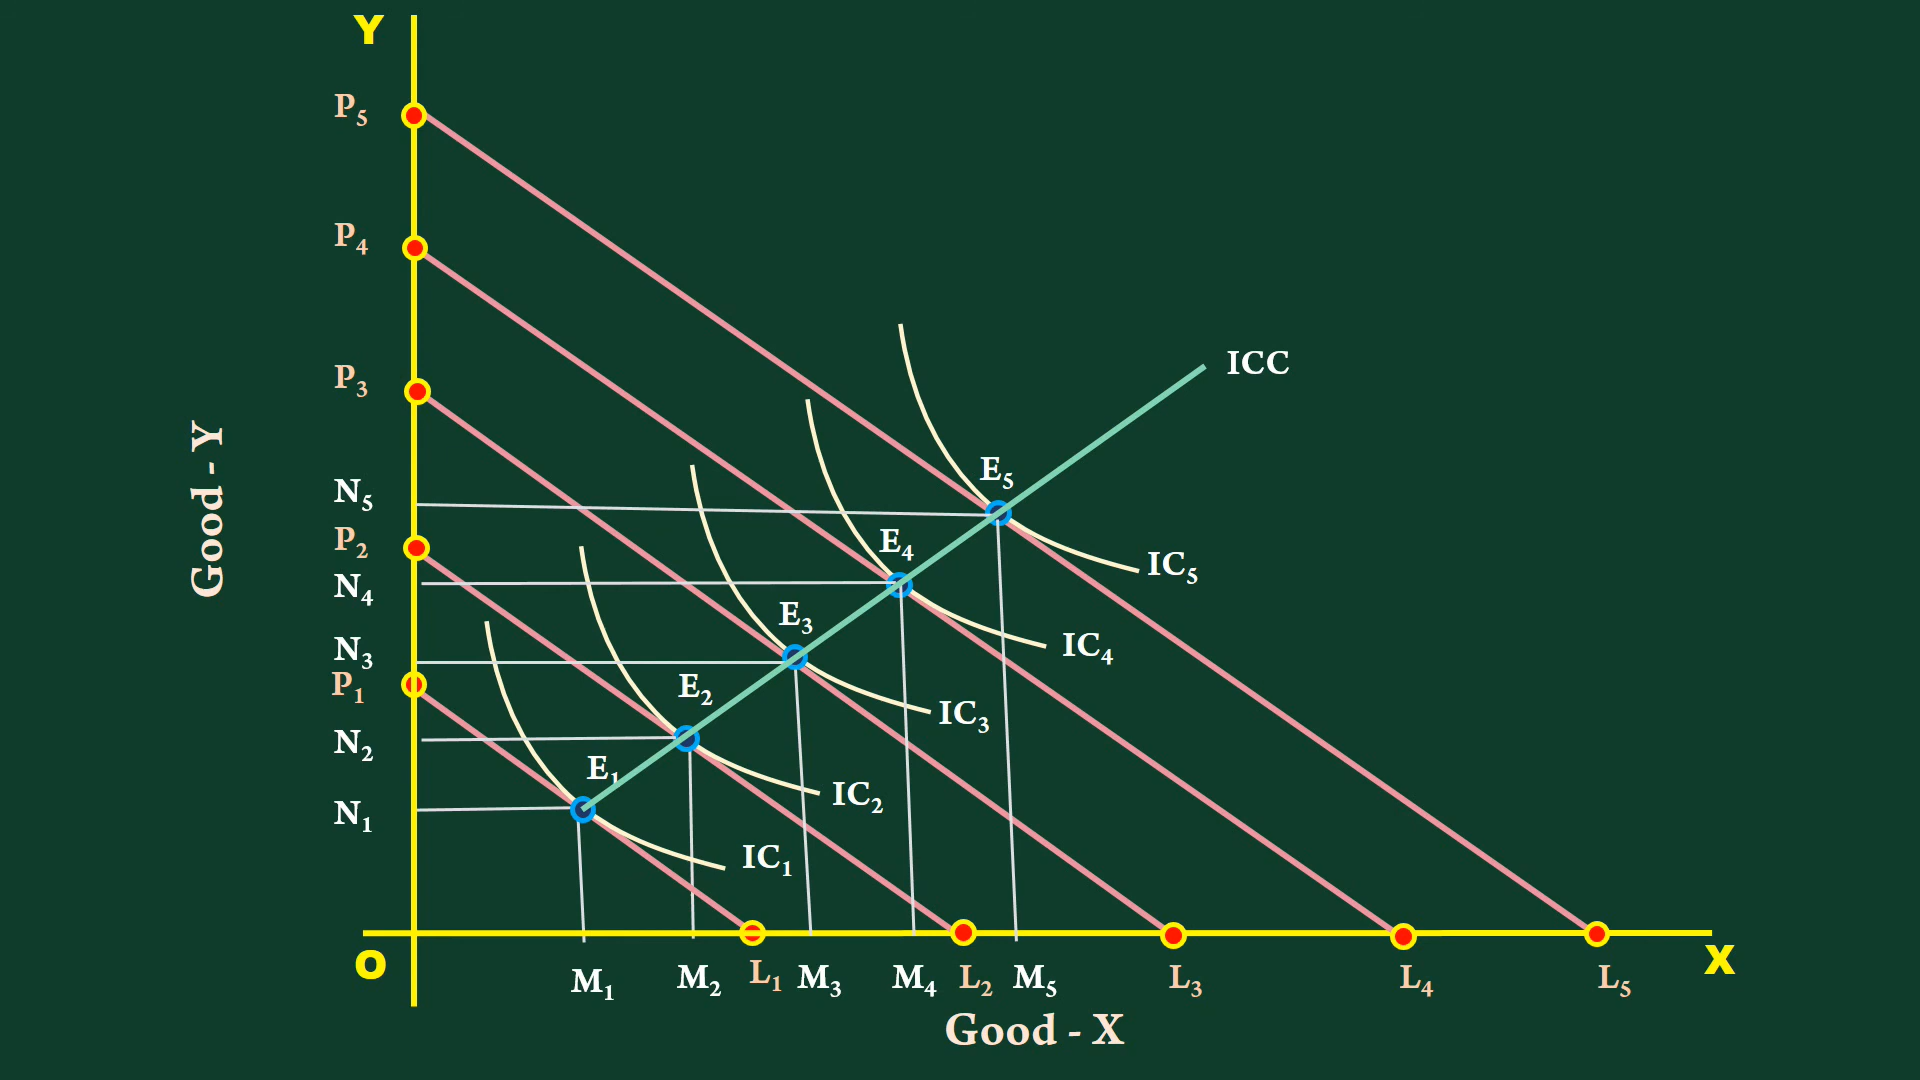 Y
P₅
P₄
ICC
P₃
Good - Y
E₅
N₅
P₂
E₄
IC₅
N₄
E₃
N₃
IC₄
P₁
E₂
IC₃
N₂
E₁
IC₂
N₁
IC₁
O
X
M₁
M₂
L₁
M₃
M₄
L₂
M₅
L₃
L₄
L₅
Good - X